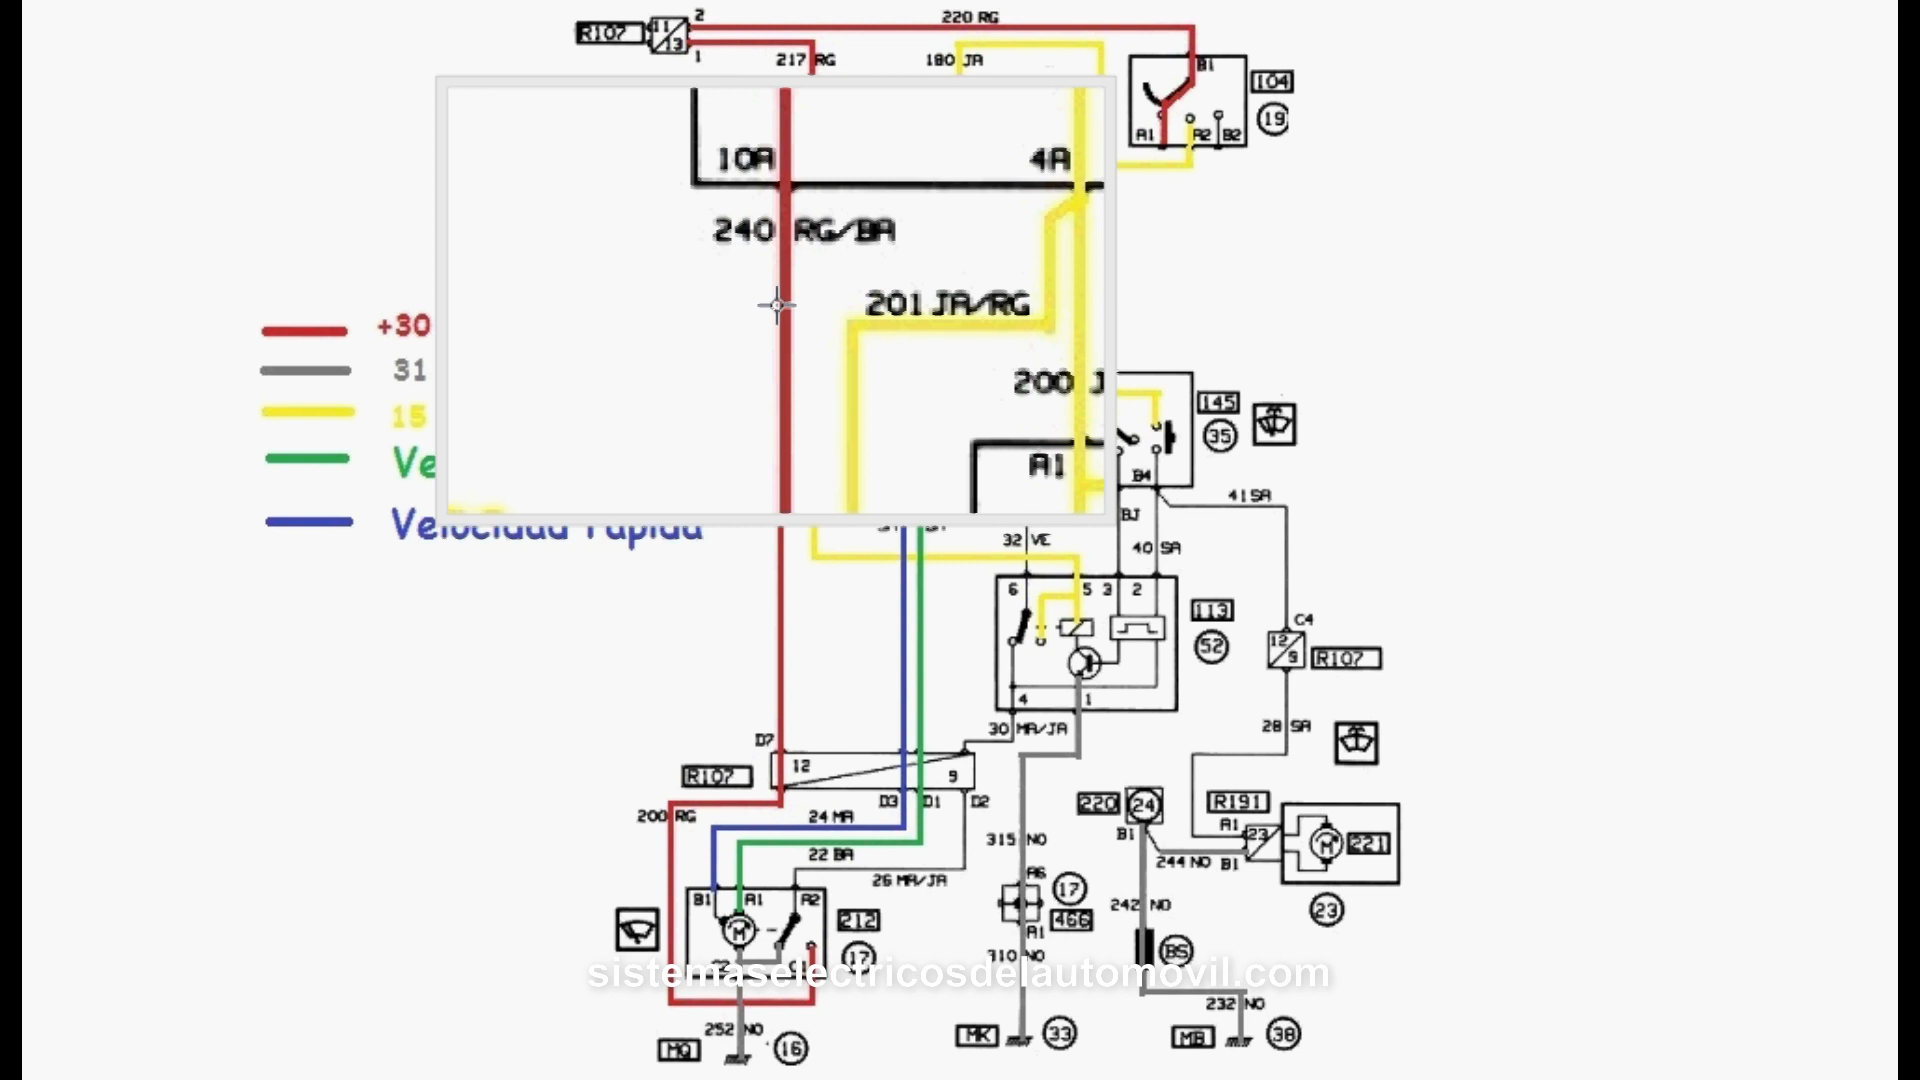 R107
11
13
2
1
220 RG
217 RG
180 JA
B1
104
19
A1
A2
B2
10A
4A
240 RG/BA
201 JA/RG
200 J
A1
+30
31
15
Ve
Velocidad rapida
145
35
B4
41 SA
BJ
32 VE
40 SA
6
5
3
2
113
52
4
1
C4
12
9
R107
30 MA/JA
28 SA
D7
R107
12
9
D3
D1
D2
200 RG
24 MA
22 BA
26 MA/JA
315 NO
220
24
R191
B1
A1
23
M
221
244 NO
B1
23
B1
A1
A2
212
M
17
A6
17
466
A1
242 NO
310 NO
BS
sistemaselectricosdelautomovil.com
232 NO
252 NO
MQ
16
MK
33
MB
38